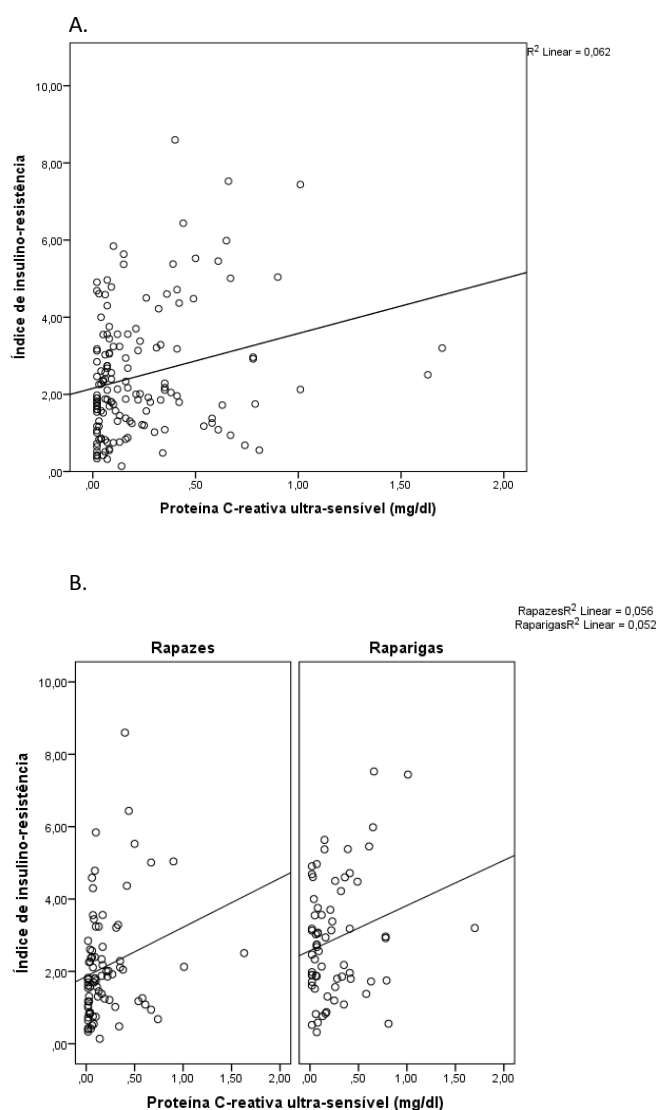 A.
R² Linear = 0,062
10,00
8,00
6,00
4,00
2,00
,00
Índice de insulino-resistência
,00 ,50 1,00 1,50 2,00
Proteína C-reativa ultra-sensível (mg/dl)
B.
RapazesR² Linear = 0,056
RaparigasR² Linear = 0,052
Rapazes Raparigas
10,00
8,00
6,00
4,00
2,00
,00
Índice de insulino-resistência
,00 ,50 1,00 1,50 2,00 ,00 ,50 1,00 1,50 2,00
Proteína C-reativa ultra-sensível (mg/dl)